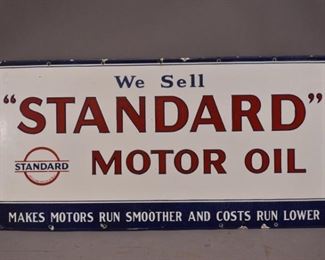 We Sell
"STANDARD"
MOTOR OIL
STANDARD
MAKES MOTORS RUN SMOOTHER AND COSTS RUN LOWER